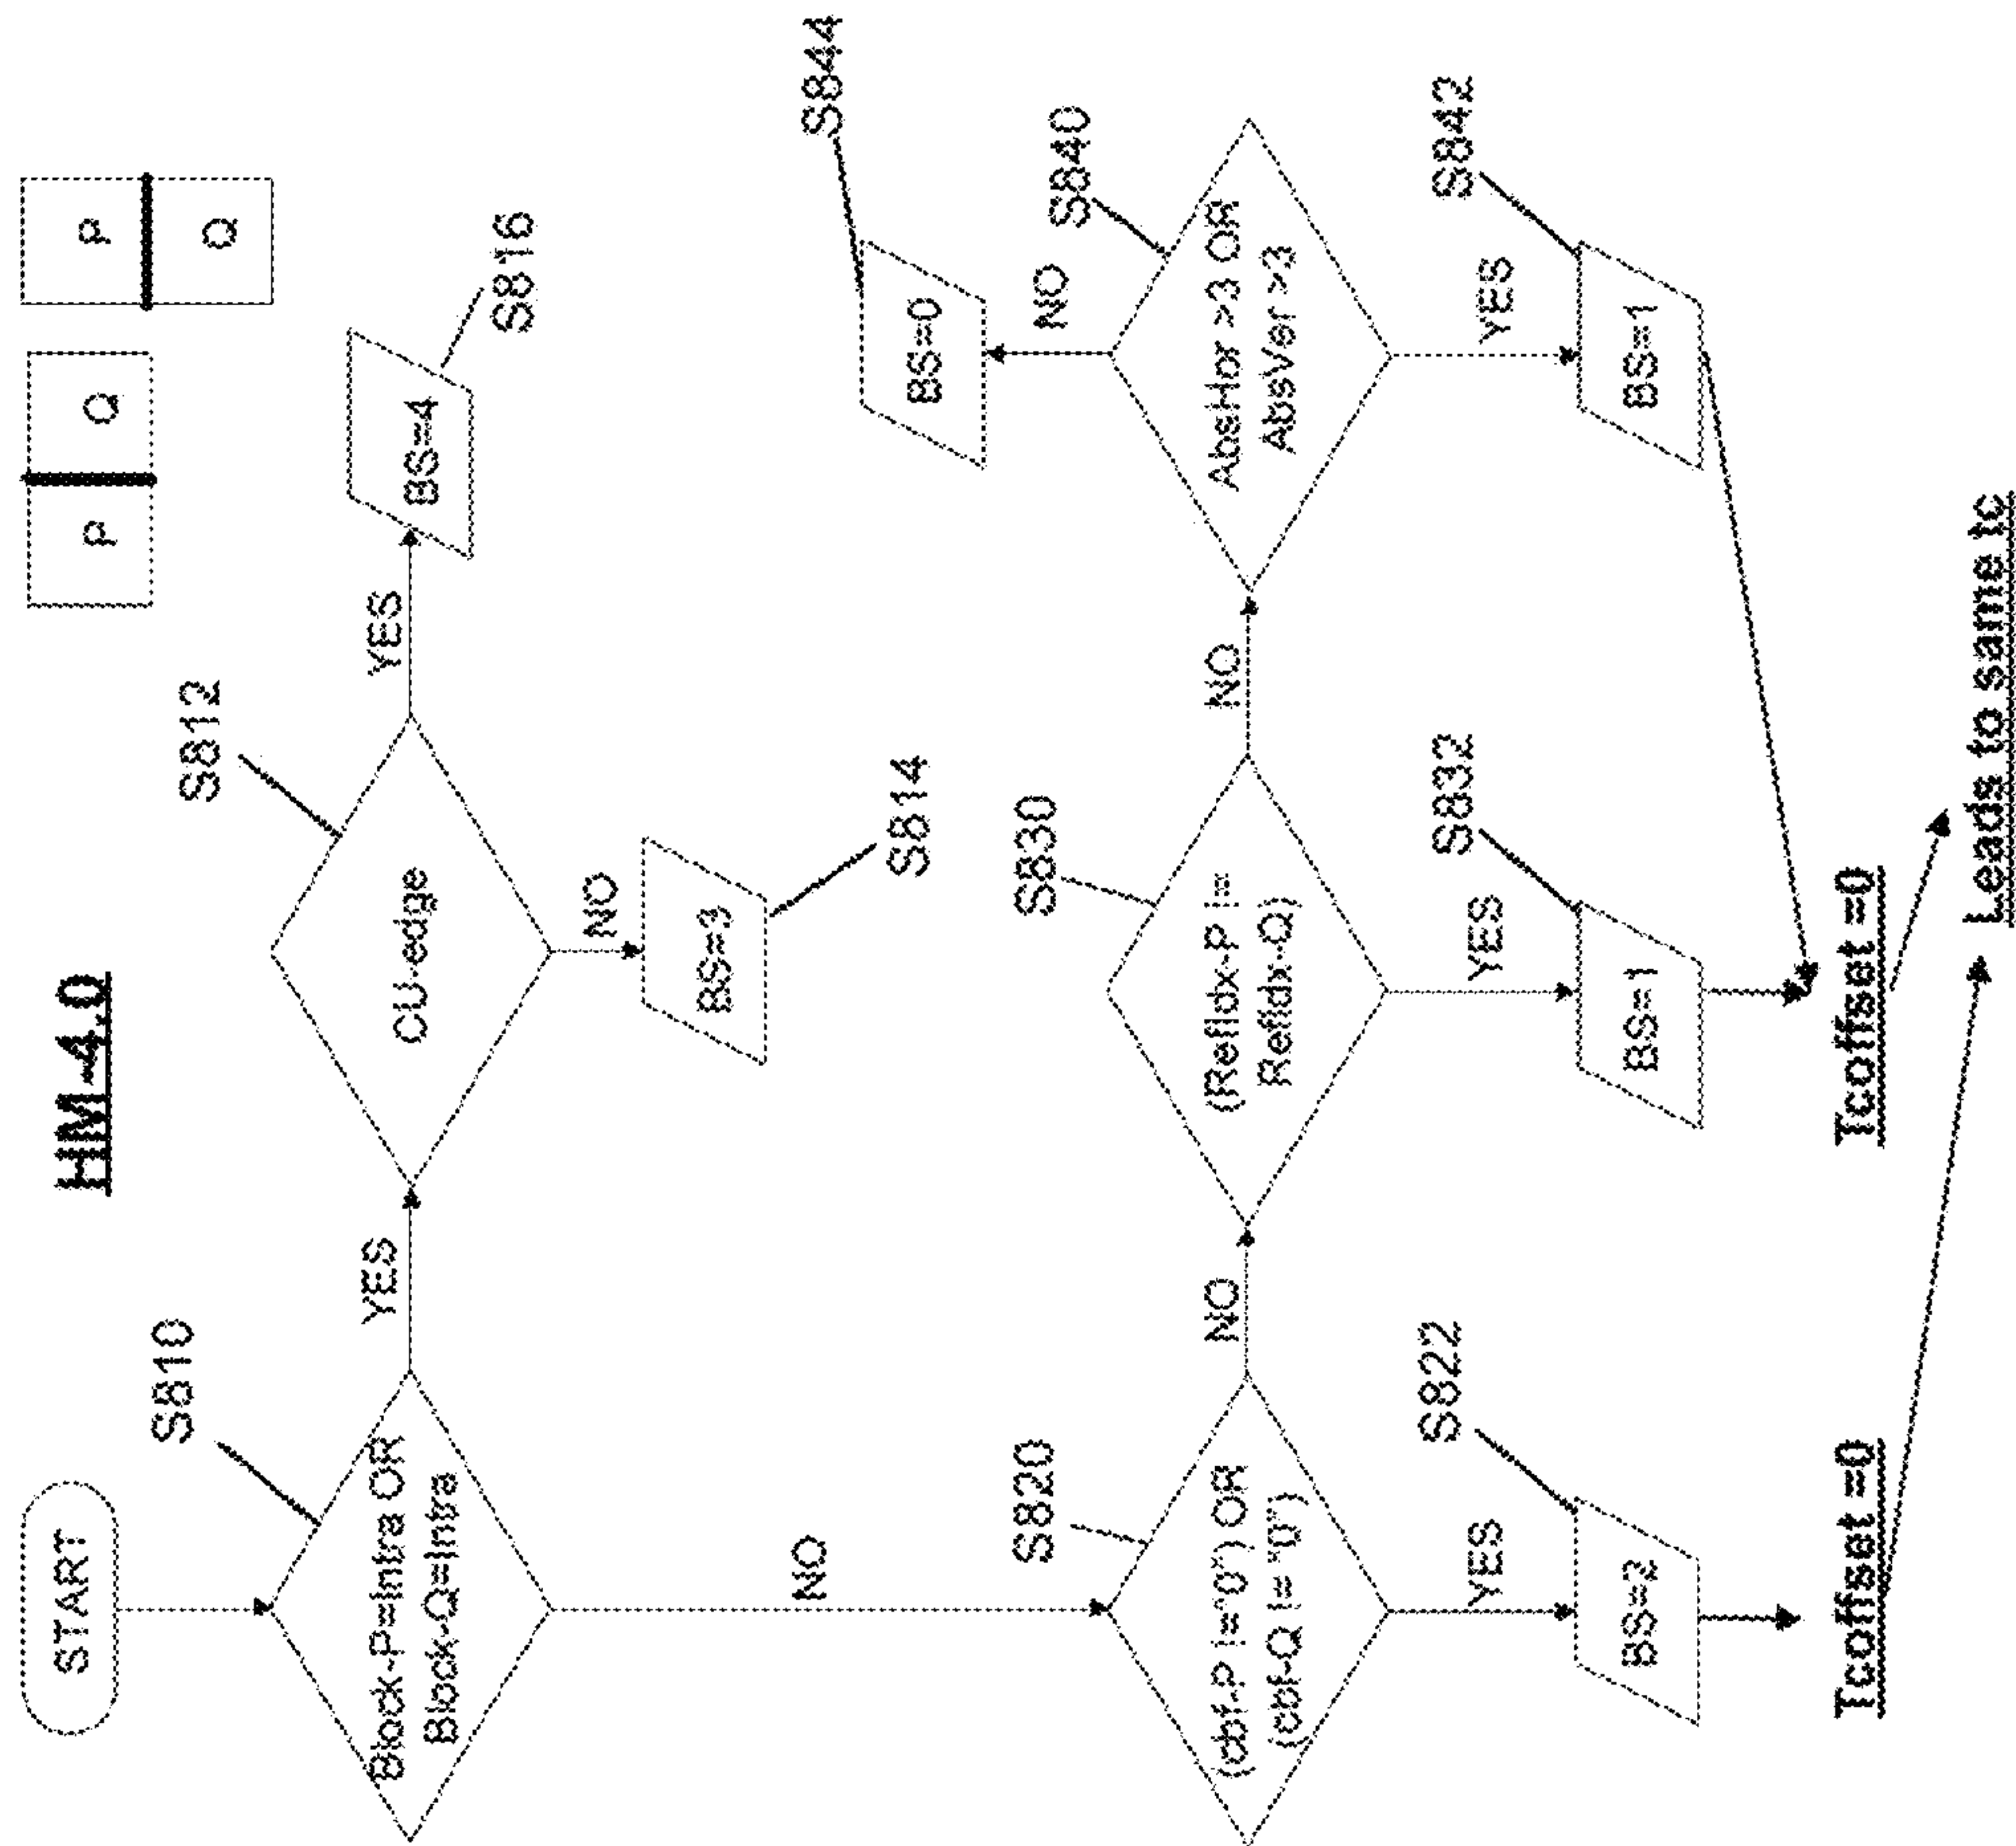 HM-4.0
P
Q
P
Q
START
S810
Block-P=Intra OR
Block-Q=Intra
YES
S812
CU-edge
YES
BS=4
S816
NO
BS=3
S814
NO
S820
(cbf-P !="0") OR
(cbf-Q != "0")
NO
S830
(RefIdx-P !=
RefIdx-Q)
NO
AbsHor >3 OR
AbsVer >3
S840
NO
BS=0
S844
YES
BS=2
S822
YES
BS=1
S832
YES
BS=1
S842
Tcoffset =0
Tcoffset =0
Leads to same tc